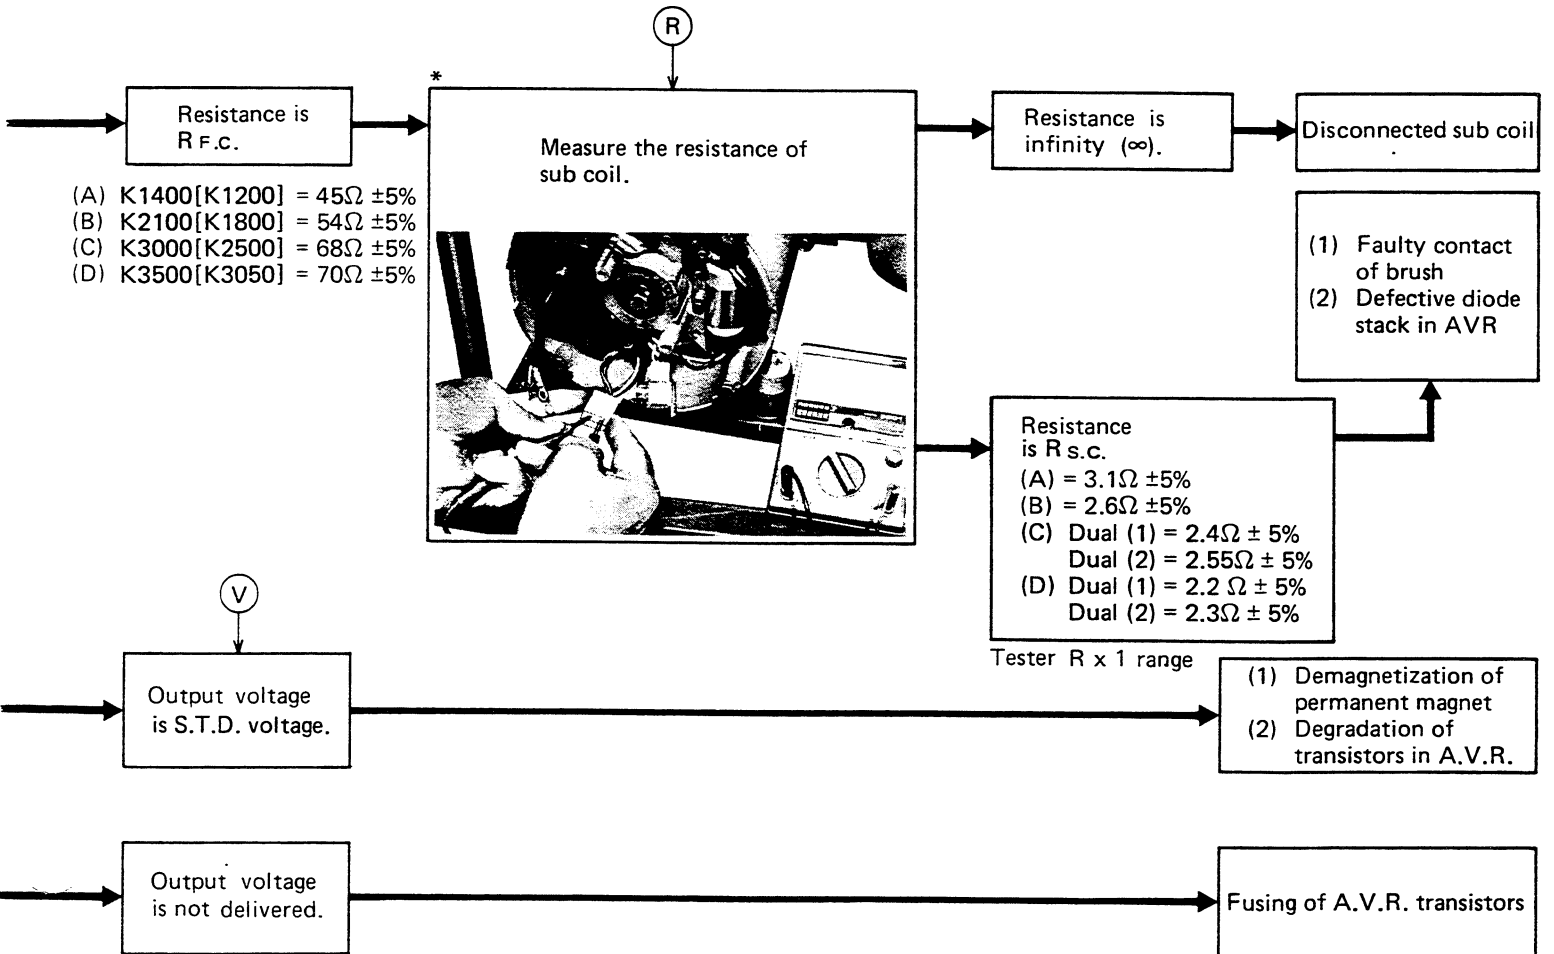 R
*
Resistance is
R F.C.
(A) K1400[K1200] = 45Ω ±5%
(B) K2100[K1800] = 54Ω ±5%
(C) K3000[K2500] = 68Ω ±5%
(D) K3500[K3050] = 70Ω ±5%
Measure the resistance of
sub coil.
Resistance is
infinity (∞).
Disconnected sub coil
(1) Faulty contact
of brush
(2) Defective diode
stack in AVR
Resistance
is R S.C.
(A) = 3.1Ω ±5%
(B) = 2.6Ω ±5%
(C) Dual (1) = 2.4Ω ± 5%
Dual (2) = 2.55Ω ± 5%
(D) Dual (1) = 2.2 Ω ± 5%
Dual (2) = 2.3Ω ± 5%
Tester R x 1 range
V
Output voltage
is S.T.D. voltage.
(1) Demagnetization of
permanent magnet
(2) Degradation of
transistors in A.V.R.
Output voltage
is not delivered.
Fusing of A.V.R. transistors